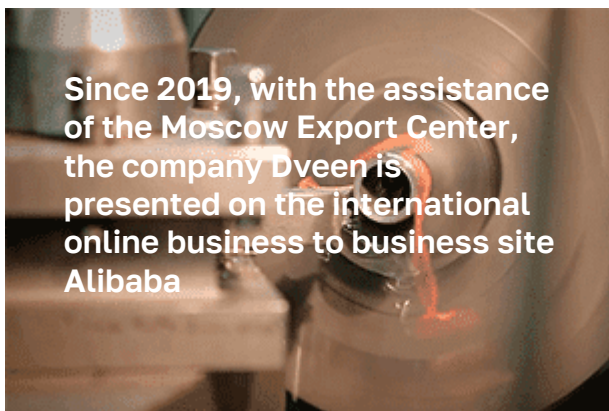 Since 2019, with the assistance
of the Moscow Export Center,
the company Dveen is
presented on the international
online business to business site
Alibaba